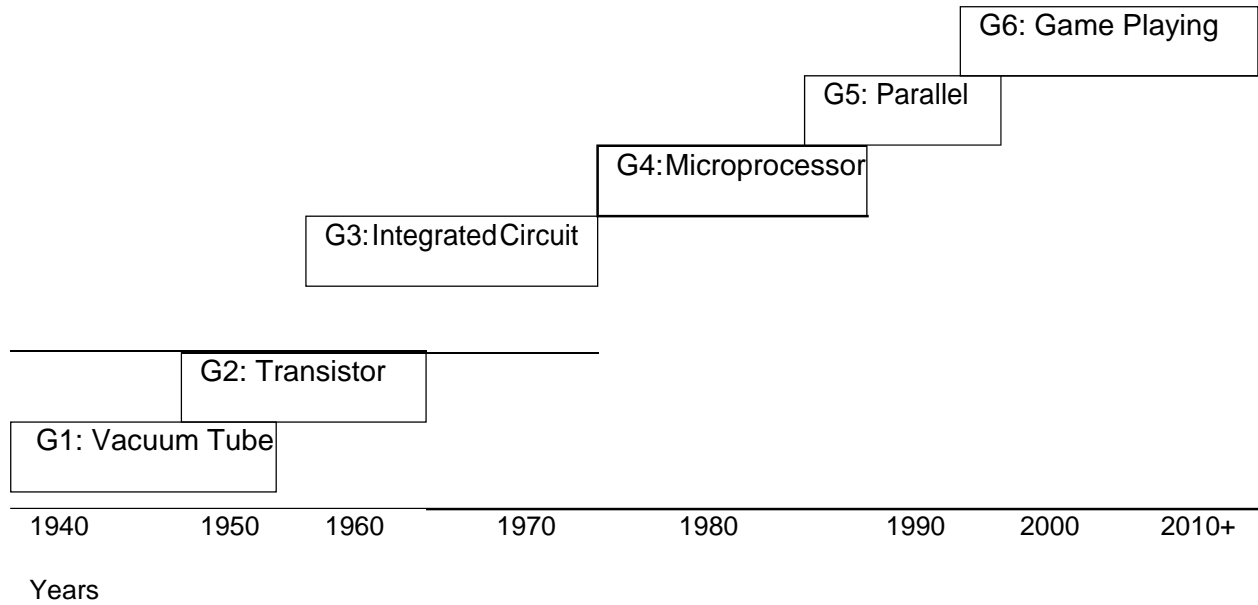 G6: Game Playing
G5: Parallel
G4:Microprocessor
G3:IntegratedCircuit
G2: Transistor
G1: Vacuum Tube
1940 1950 1960 1970 1980 1990 2000 2010+
Years